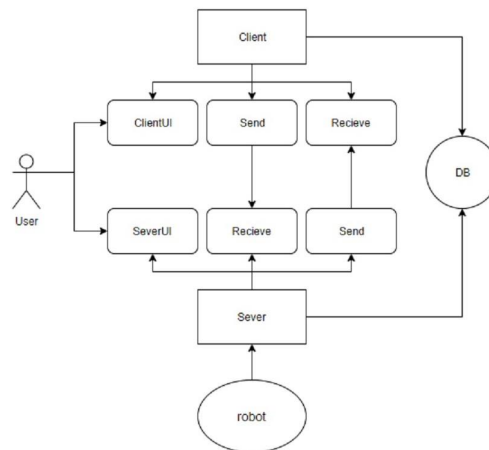 Client
ClientUI
Send
Recieve
DB
User
SeverUI
Recieve
Send
Sever
robot